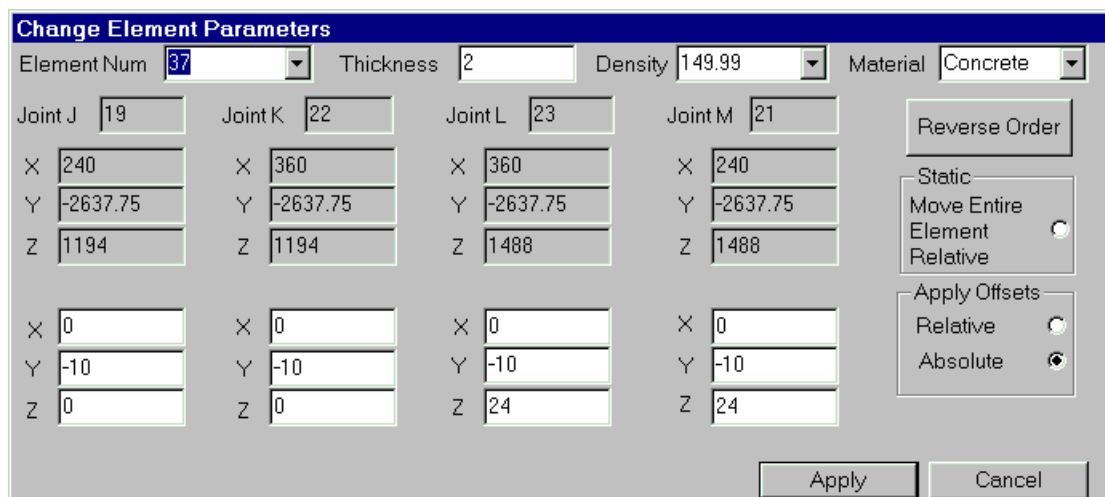 Change Element Parameters
Element Num 37 Thickness 2 Density 149.99 Material Concrete
Joint J 19 Joint K 22 Joint L 23 Joint M 21
Reverse Order
X 240 X 360 X 360 X 240
Y -2637.75 Y -2637.75 Y -2637.75 Y -2637.75
Z 1194 Z 1194 Z 1488 Z 1488
Static
Move Entire
Element
Relative
X 0 X 0 X 0 X 0
Y -10 Y -10 Y -10 Y -10
Z 0 Z 0 Z 24 Z 24
Apply Offsets
Relative
Absolute
Apply Cancel